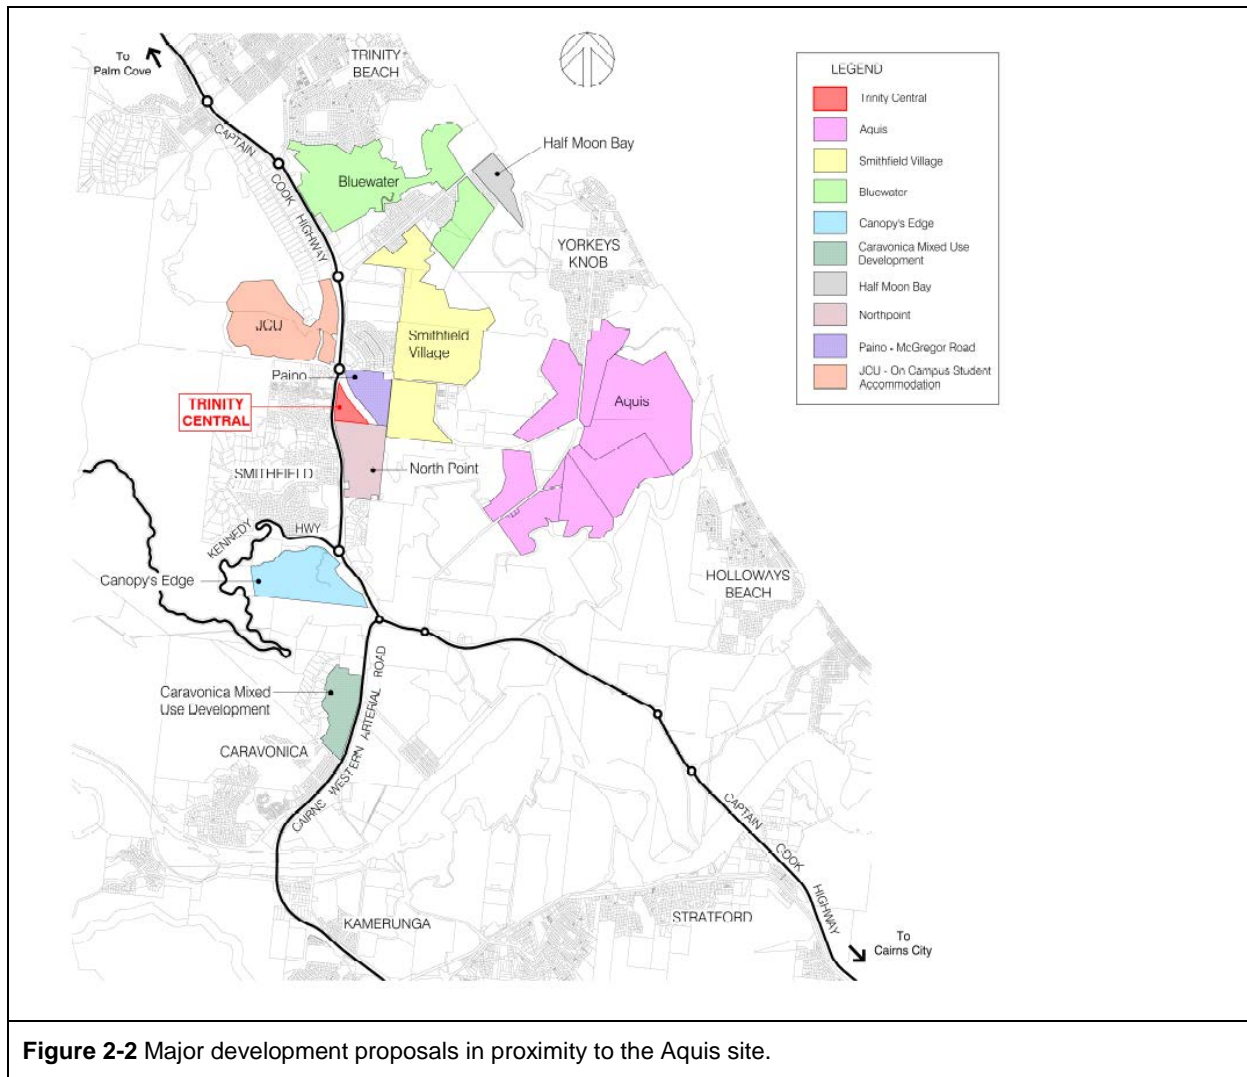 To
Palm Cove
TRINITY
BEACH
CAPTAIN
COOK
HIGHWAY
Half Moon Bay
Bluewater
YORKEYS
KNOB
JCU
Smithfield
Village
Paino
TRINITY
CENTRAL
Aquis
SMITHFIELD
North Point
KENNEDY
HWY
Canopy's Edge
HOLLOWAYS
BEACH
Caravonica Mixed
Use Development
CARAVONICA
CAIRNS WESTERN ARTERIAL ROAD
CAPTAIN
COOK
HIGHWAY
STRATFORD
KAMERUNGA
To
Cairns City
LEGEND
Trinity Central
Aquis
Smithfield Village
Bluewater
Canopy's Edge
Caravonica Mixed Use
Development
Half Moon Bay
Northpoint
Paino - McGregor Road
JCU - On Campus Student
Accommodation
Figure 2-2 Major development proposals in proximity to the Aquis site.